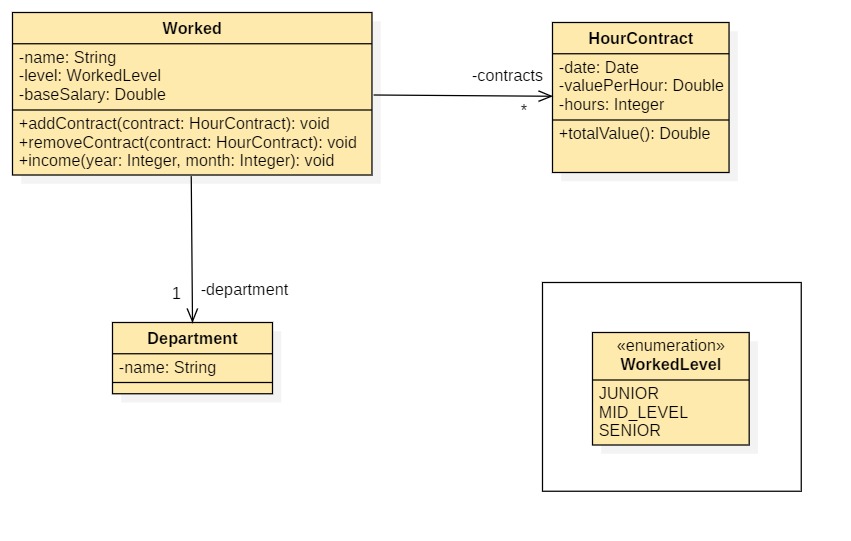 Worked
-name: String
-level: WorkedLevel
-baseSalary: Double
+addContract(contract: HourContract): void
+removeContract(contract: HourContract): void
+income(year: Integer, month: Integer): void
-contracts
*
HourContract
-date: Date
-valuePerHour: Double
-hours: Integer
+totalValue(): Double
1
-department
Department
-name: String
«enumeration»
WorkedLevel
JUNIOR
MID_LEVEL
SENIOR